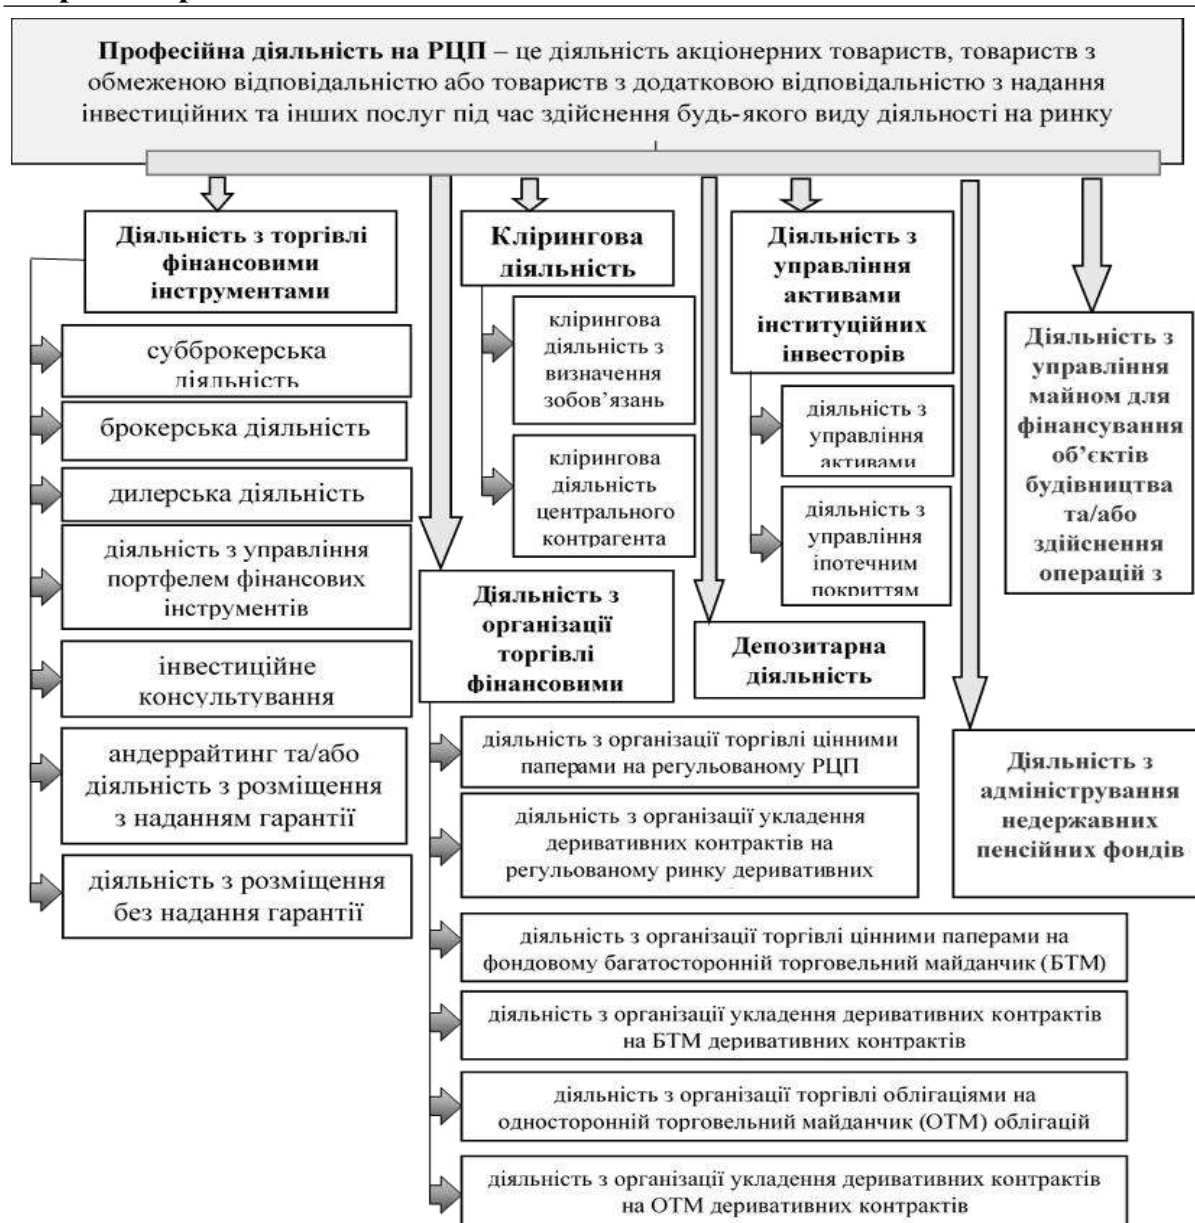 Професійна діяльність на РЦП – це діяльність акціонерних товариств, товариств з
обмеженою відповідальністю або товариств з додатковою відповідальністю з надання
інвестиційних та інших послуг під час здійснення будь-якого виду діяльності на ринку
Діяльність з торгівлі
фінансовими
інструментами
субброкерська
діяльність
брокерська діяльність
дилерська діяльність
діяльність з управління
портфелем фінансових
інструментів
інвестиційне
консультування
андеррайтинг та/або
діяльність з розміщення
з наданням гарантії
діяльність з розміщення
без надання гарантії
Клірингова
діяльність
клірингова
діяльність з
визначення
зобов’язань
клірингова
діяльність
центрального
контрагента
Діяльність з
управління
активами
інституційних
інвесторів
діяльність з
управління
активами
діяльність з
управління
іпотечним
покриттям
Діяльність з
управління
майном для
фінансування
об’єктів
будівництва
та/або
здійснення
операцій з
Діяльність з
організації
торгівлі
фінансовими
Депозитарна
діяльність
діяльність з організації торгівлі цінними
паперами на регульованому РЦП
діяльність з організації укладення
деривативних контрактів на
регульованому ринку деривативних
діяльність з організації торгівлі цінними паперами на
фондовому багатосторонній торговельний майданчик (БТМ)
діяльність з організації укладення деривативних контрактів
на БТМ деривативних контрактів
діяльність з організації торгівлі облігаціями на
односторонній торговельний майданчик (ОТМ) облігацій
діяльність з організації укладення деривативних контрактів
на ОТМ деривативних контрактів
Діяльність з
адміністрування
недержавних
пенсійних фондів